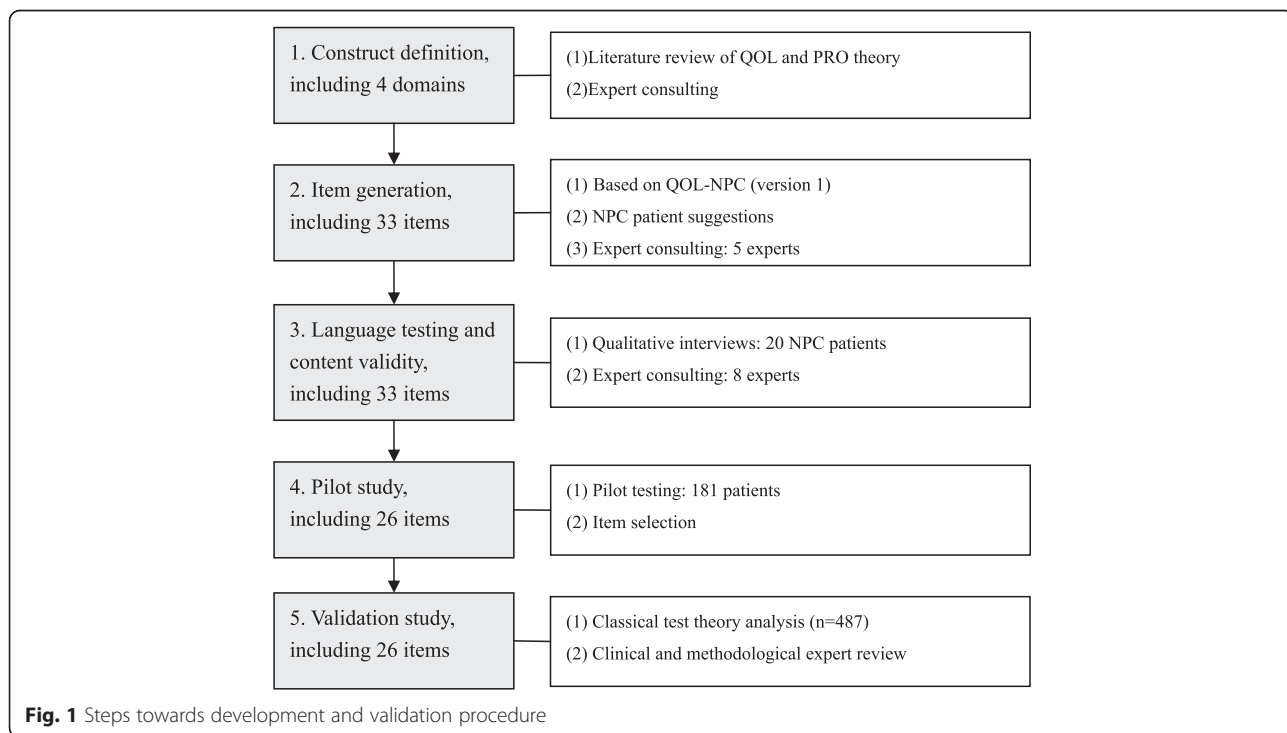 1. Construct definition,
including 4 domains
(1)Literature review of QOL and PRO theory
(2)Expert consulting
2. Item generation,
including 33 items
(1) Based on QOL-NPC (version 1)
(2) NPC patient suggestions
(3) Expert consulting: 5 experts
3. Language testing and
content validity,
including 33 items
(1) Qualitative interviews: 20 NPC patients
(2) Expert consulting: 8 experts
4. Pilot study,
including 26 items
(1) Pilot testing: 181 patients
(2) Item selection
5. Validation study,
including 26 items
(1) Classical test theory analysis (n=487)
(2) Clinical and methodological expert review
Fig. 1 Steps towards development and validation procedure